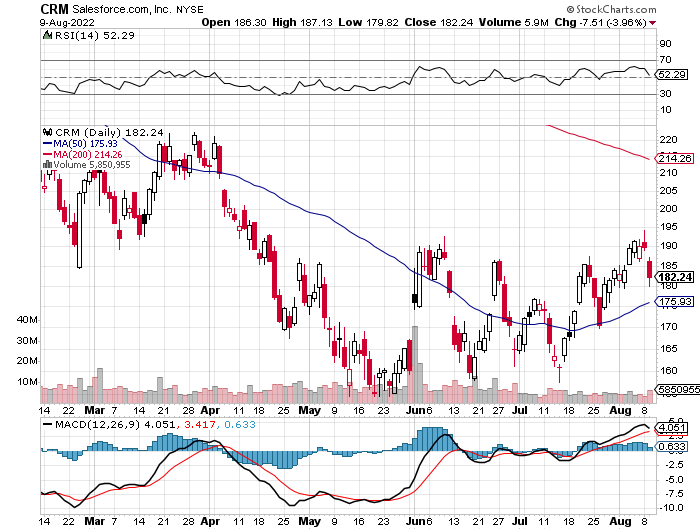 CRM Salesforce.com, Inc. NYSE
© StockCharts.com
9-Aug-2022
Open 186.30 High 187.13 Low 179.82 Close 182.24 Volume 5.9M Chg -7.51 (-3.96%)
RSI(14) 52.29
90
70
52.29
30
10
CRM (Daily) 182.24
MA(50) 175.93
MA(200) 214.26
Volume 5,850,955
220
214.26
210
205
200
195
190
185
182.24
175.93
170
165
160
5850955
40M
30M
20M
10M
14 22 Mar 7 14 21 28 Apr 11 18 25 May 9 16 23 Jun 6 13 21 27 Jul 11 18 25 Aug 8
MACD(12,26,9) 4.051, 3.417, 0.633
4.051
0.633
-2.5
-5.0
-7.5
-10.0
14 22 Mar 7 14 21 28 Apr 11 18 25 May 9 16 23 Jun 6 13 21 27 Jul 11 18 25 Aug 8